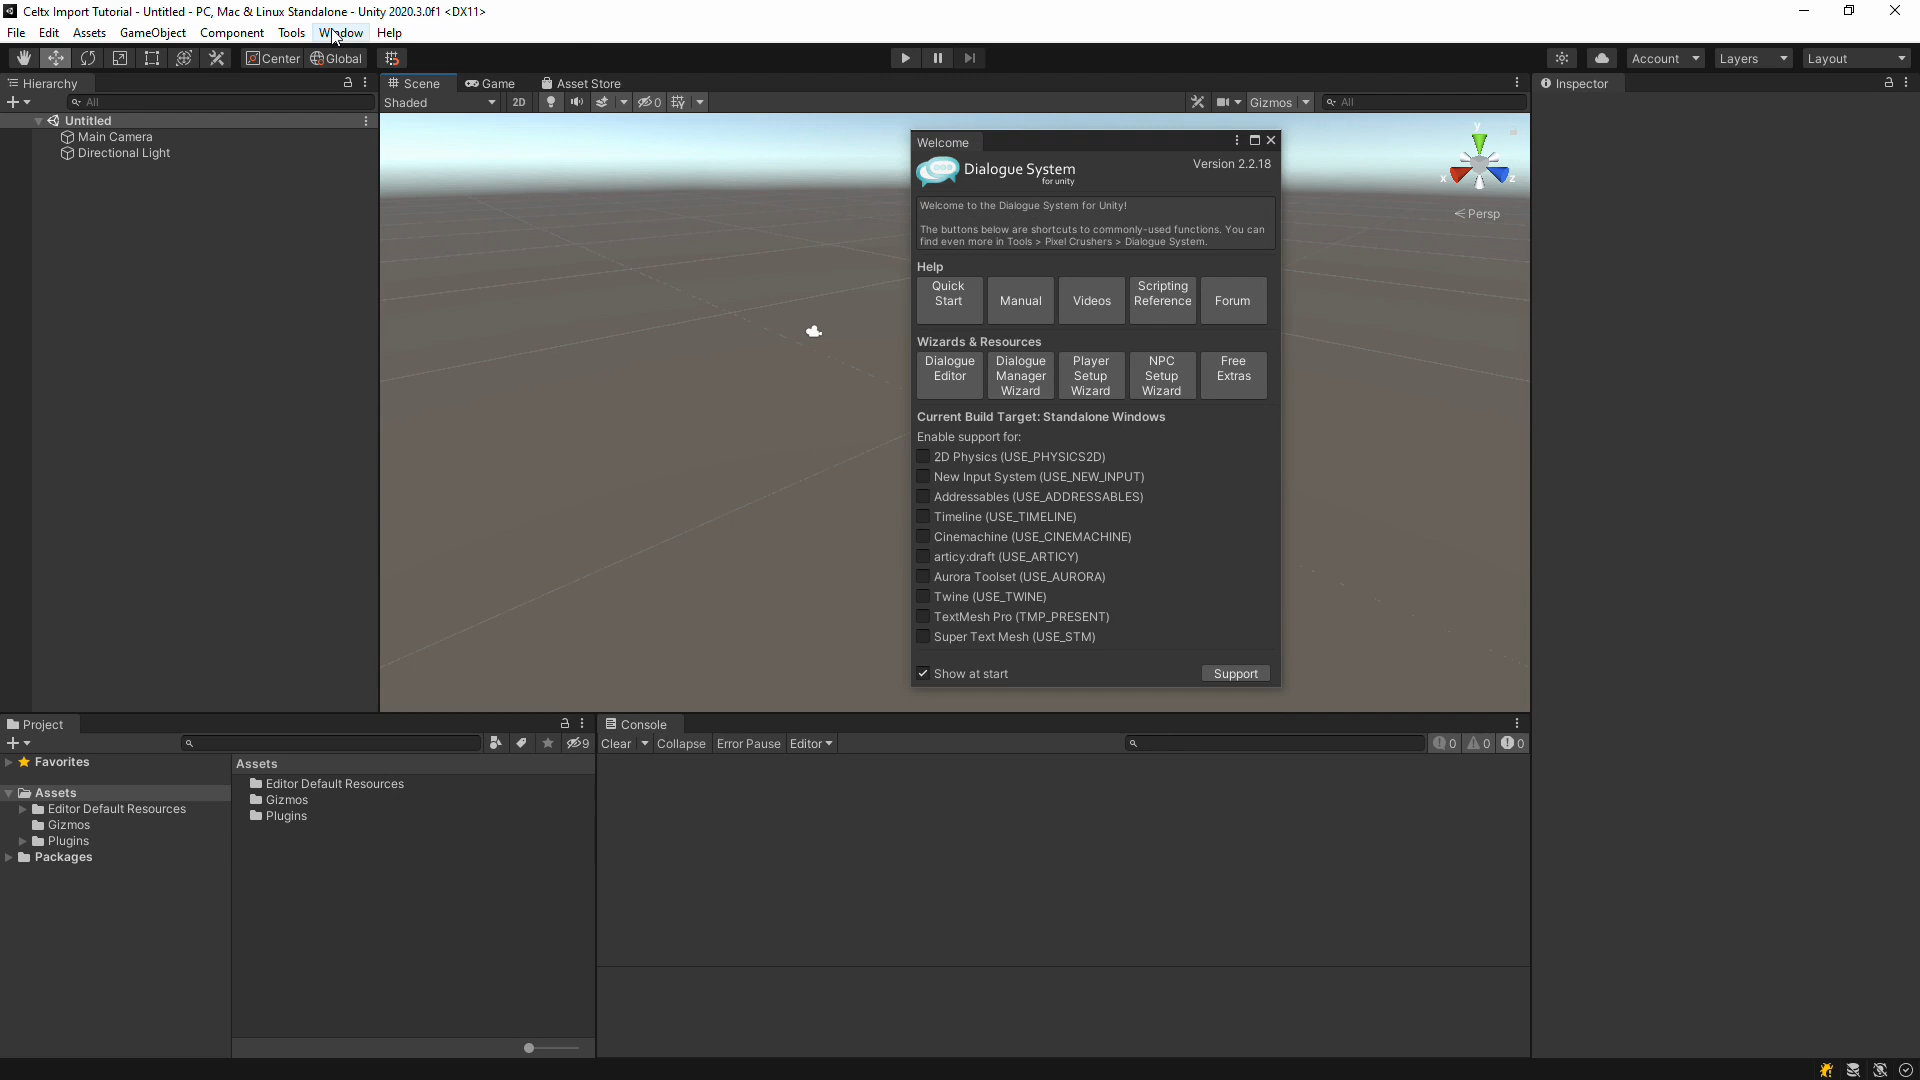 Celtx Import Tutorial - Untitled - PC, Mac & Linux Standalone - Unity 2020.3.0f1 <DX11>
File Edit Assets GameObject Component Tools Window Help
Center Global Account Layers Layout
Hierarchy
All
Untitled
Main Camera
Directional Light
Scene Game Asset Store
Shaded 2D 0 Gizmos All
y
x z
Persp
Inspector
Welcome
Dialogue System
for unity
Version 2.2.18
Welcome to the Dialogue System for Unity!
The buttons below are shortcuts to commonly-used functions. You can
find even more in Tools > Pixel Crushers > Dialogue System.
Help
Quick Start
Manual
Videos
Scripting Reference
Forum
Wizards & Resources
Dialogue Editor
Dialogue Manager Wizard
Player Setup Wizard
NPC Setup Wizard
Free Extras
Current Build Target: Standalone Windows
Enable support for:
2D Physics (USE_PHYSICS2D)
New Input System (USE_NEW_INPUT)
Addressables (USE_ADDRESSABLES)
Timeline (USE_TIMELINE)
Cinemachine (USE_CINEMACHINE)
articy:draft (USE_ARTICY)
Aurora Toolset (USE_AURORA)
Twine (USE_TWINE)
TextMesh Pro (TMP_PRESENT)
Super Text Mesh (USE_STM)
Show at start
Support
Project
9
Favorites
Assets
Editor Default Resources
Gizmos
Plugins
Packages
Assets
Editor Default Resources
Gizmos
Plugins
Console
Clear Collapse Error Pause Editor 0 0 0